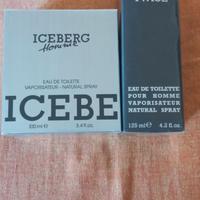 ICEBERG
Homme
EAU DE TOILETTE
VAPORISATEUR - NATURAL SPRAY
ICEBE
100 ml ℮ 3.4 fl.oz.
TWICE
EAU DE TOILETTE
POUR HOMME
VAPORISATEUR
NATURAL SPRAY
125 ml ℮ 4.2 fl.oz.